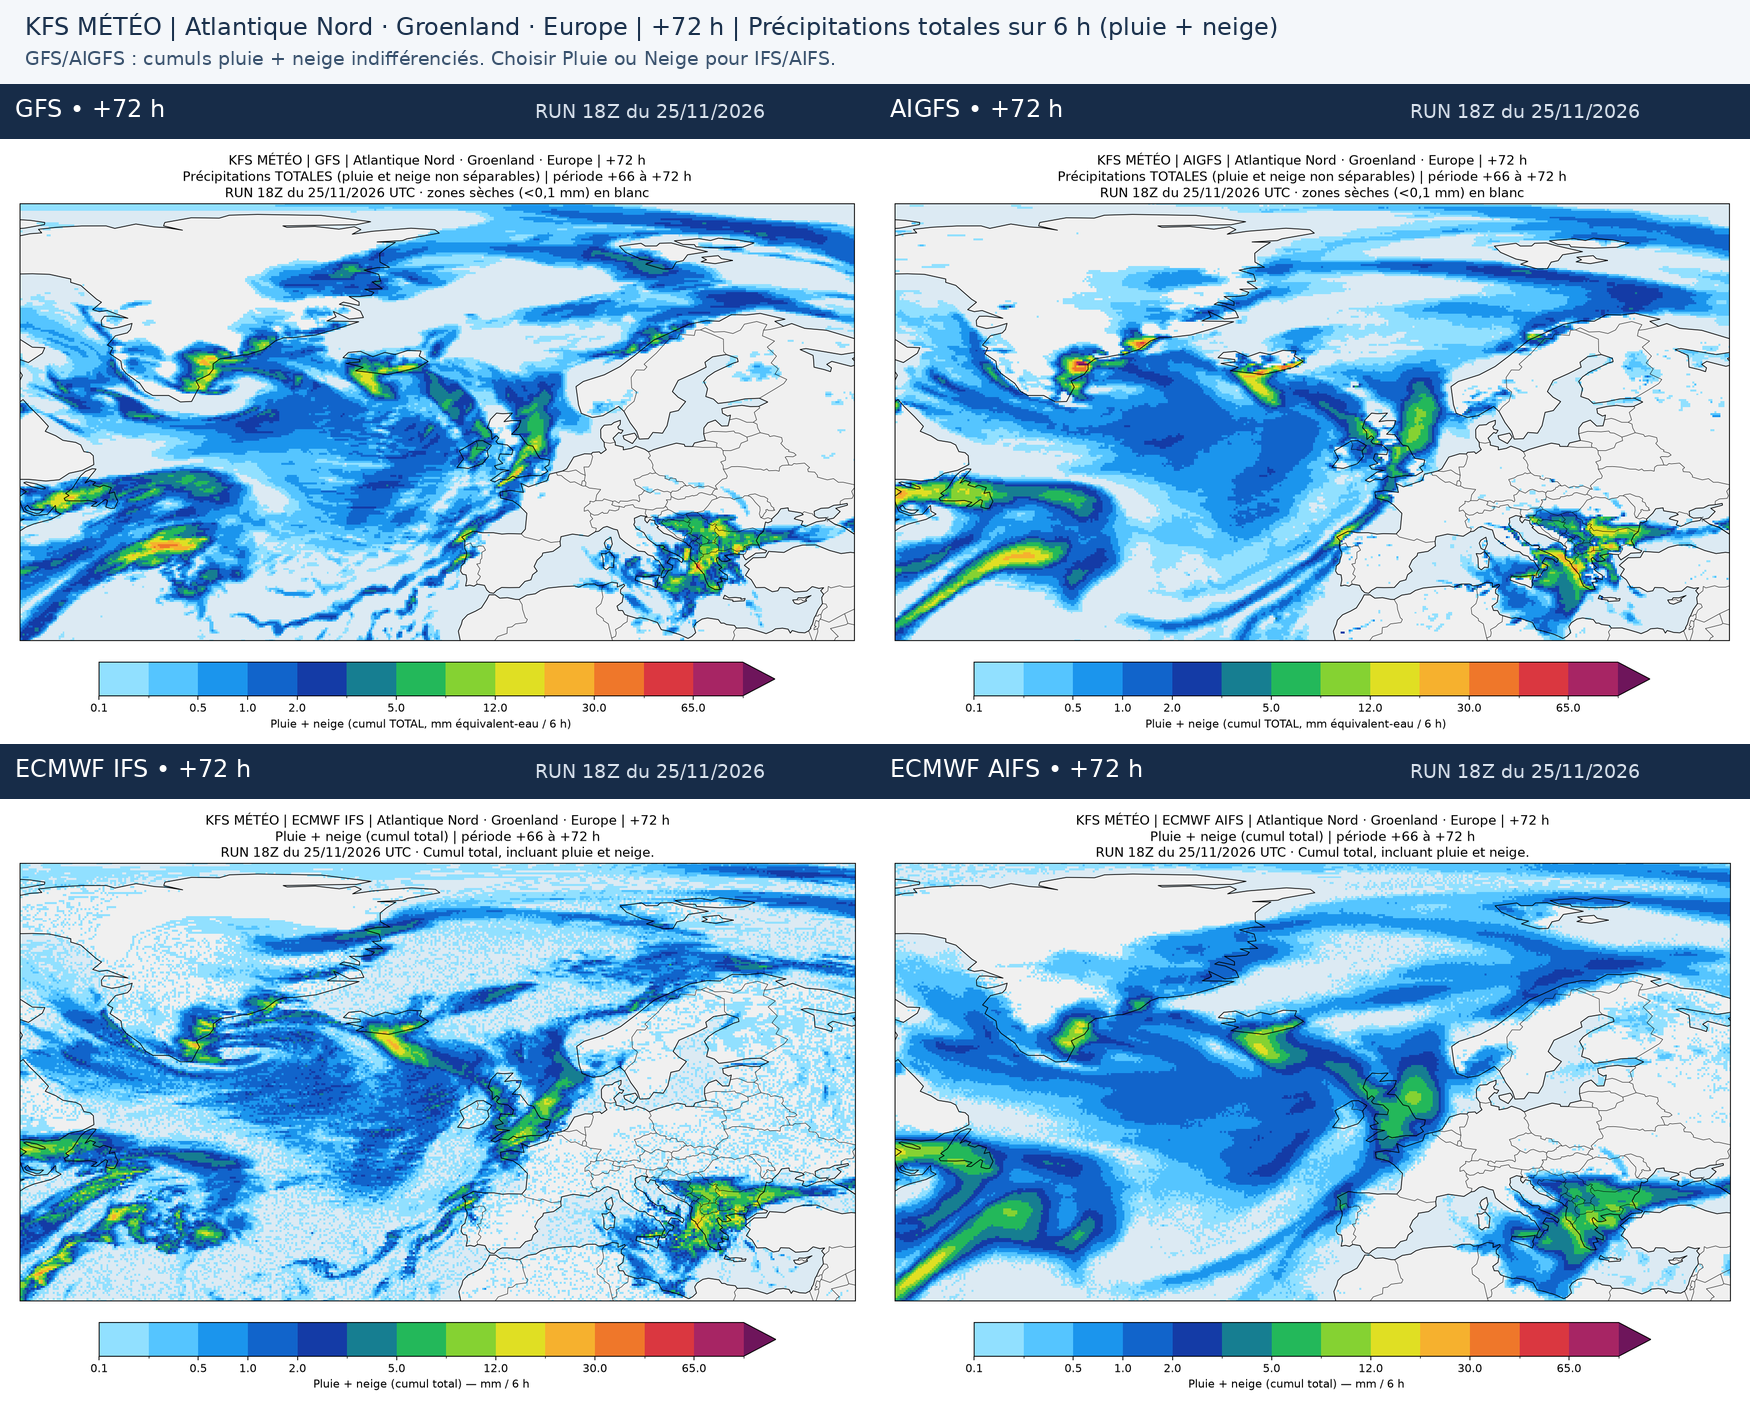 KFS MÉTÉO | Atlantique Nord · Groenland · Europe | +72 h | Précipitations totales sur 6 h (pluie + neige)
GFS/AIGFS : cumuls pluie + neige indifférenciés. Choisir Pluie ou Neige pour IFS/AIFS.
GFS • +72 h
RUN 18Z du 25/11/2026
AIGFS • +72 h
RUN 18Z du 25/11/2026
KFS MÉTÉO | GFS | Atlantique Nord · Groenland · Europe | +72 h
Précipitations TOTALES (pluie et neige non séparables) | période +66 à +72 h
RUN 18Z du 25/11/2026 UTC · zones sèches (<0,1 mm) en blanc
KFS MÉTÉO | AIGFS | Atlantique Nord · Groenland · Europe | +72 h
Précipitations TOTALES (pluie et neige non séparables) | période +66 à +72 h
RUN 18Z du 25/11/2026 UTC · zones sèches (<0,1 mm) en blanc
0.1 0.5 1.0 2.0 5.0 12.0 30.0 65.0
Pluie + neige (cumul TOTAL, mm équivalent-eau / 6 h)
0.1 0.5 1.0 2.0 5.0 12.0 30.0 65.0
Pluie + neige (cumul TOTAL, mm équivalent-eau / 6 h)
ECMWF IFS • +72 h
RUN 18Z du 25/11/2026
ECMWF AIFS • +72 h
RUN 18Z du 25/11/2026
KFS MÉTÉO | ECMWF IFS | Atlantique Nord · Groenland · Europe | +72 h
Pluie + neige (cumul total) | période +66 à +72 h
RUN 18Z du 25/11/2026 UTC · Cumul total, incluant pluie et neige.
KFS MÉTÉO | ECMWF AIFS | Atlantique Nord · Groenland · Europe | +72 h
Pluie + neige (cumul total) | période +66 à +72 h
RUN 18Z du 25/11/2026 UTC · Cumul total, incluant pluie et neige.
0.1 0.5 1.0 2.0 5.0 12.0 30.0 65.0
Pluie + neige (cumul total) — mm / 6 h
0.1 0.5 1.0 2.0 5.0 12.0 30.0 65.0
Pluie + neige (cumul total) — mm / 6 h